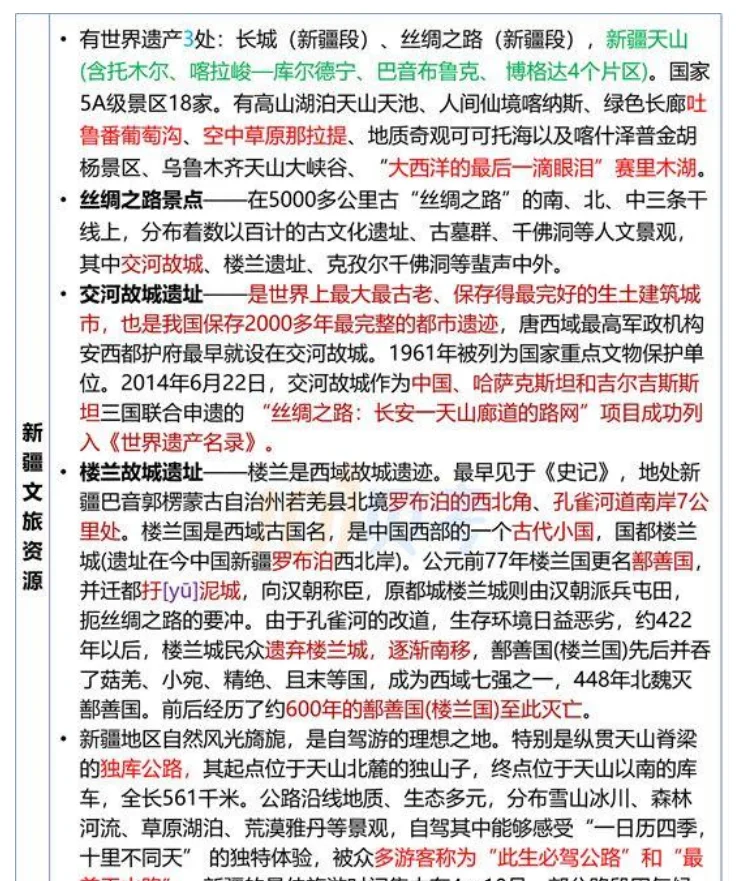 新疆文旅资源
• 有世界遗产3处：长城（新疆段）、丝绸之路（新疆段），新疆天山
(含托木尔、喀拉峻—库尔德宁、巴音布鲁克、 博格达4个片区)。国家
5A级景区18家。有高山湖泊天山天池、人间仙境喀纳斯、绿色长廊吐
鲁番葡萄沟、空中草原那拉提、地质奇观可可托海以及喀什泽普金胡
杨景区、乌鲁木齐天山大峡谷、“大西洋的最后一滴眼泪”赛里木湖。
• 丝绸之路景点——在5000多公里古“丝绸之路”的南、北、中三条干
线上，分布着数以百计的古文化遗址、古墓群、千佛洞等人文景观，
其中交河故城、楼兰遗址、克孜尔千佛洞等蜚声中外。
• 交河故城遗址——是世界上最大最古老、保存得最完好的生土建筑城
市，也是我国保存2000多年最完整的都市遗迹，唐西域最高军政机构
安西都护府最早就设在交河故城。1961年被列为国家重点文物保护单
位。2014年6月22日，交河故城作为中国、哈萨克斯坦和吉尔吉斯斯
坦三国联合申遗的 “丝绸之路：长安一天山廊道的路网”项目成功列
入《世界遗产名录》。
• 楼兰故城遗址——楼兰是西域故城遗迹。最早见于《史记》，地处新
疆巴音郭楞蒙古自治州若羌县北境罗布泊的西北角、孔雀河道南岸7公
里处。楼兰国是西域古国名，是中国西部的一个古代小国，国都楼兰
城(遗址在今中国新疆罗布泊西北岸)。公元前77年楼兰国更名鄯善国，
并迁都扜[yū]泥城，向汉朝称臣，原都城楼兰城则由汉朝派兵屯田，
扼丝绸之路的要冲。由于孔雀河的改道，生存环境日益恶劣，约422
年以后，楼兰城民众遗弃楼兰城，逐渐南移，鄯善国(楼兰国)先后并吞
了菇羌、小宛、精绝、且末等国，成为西域七强之一，448年北魏灭
鄯善国。前后经历了约600年的鄯善国(楼兰国)至此灭亡。
• 新疆地区自然风光旖旎，是自驾游的理想之地。特别是纵贯天山脊梁
的独库公路，其起点位于天山北麓的独山子，终点位于天山以南的库
车，全长561千米。公路沿线地质、生态多元，分布雪山冰川、森林
河流、草原湖泊、荒漠雅丹等景观，自驾其中能够感受“一日历四季，
十里不同天” 的独特体验，被众多游客称为“此生必驾公路”和“最